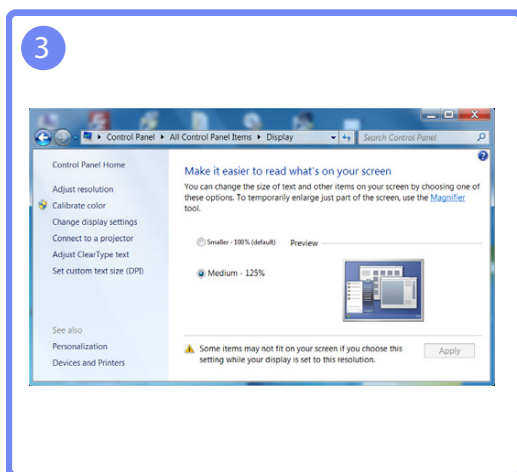 3
Control Panel ▸ All Control Panel Items ▸ Display
Search Control Panel
Control Panel Home
Adjust resolution
Calibrate color
Change display settings
Connect to a projector
Adjust ClearType text
Set custom text size (DPI)
See also
Personalization
Devices and Printers
Make it easier to read what's on your screen
You can change the size of text and other items on your screen by choosing one of
these options. To temporarily enlarge just part of the screen, use the Magnifier
tool.
Smaller - 100% (default)
Preview
Medium - 125%
Some items may not fit on your screen if you choose this
setting while your display is set to this resolution.
Apply